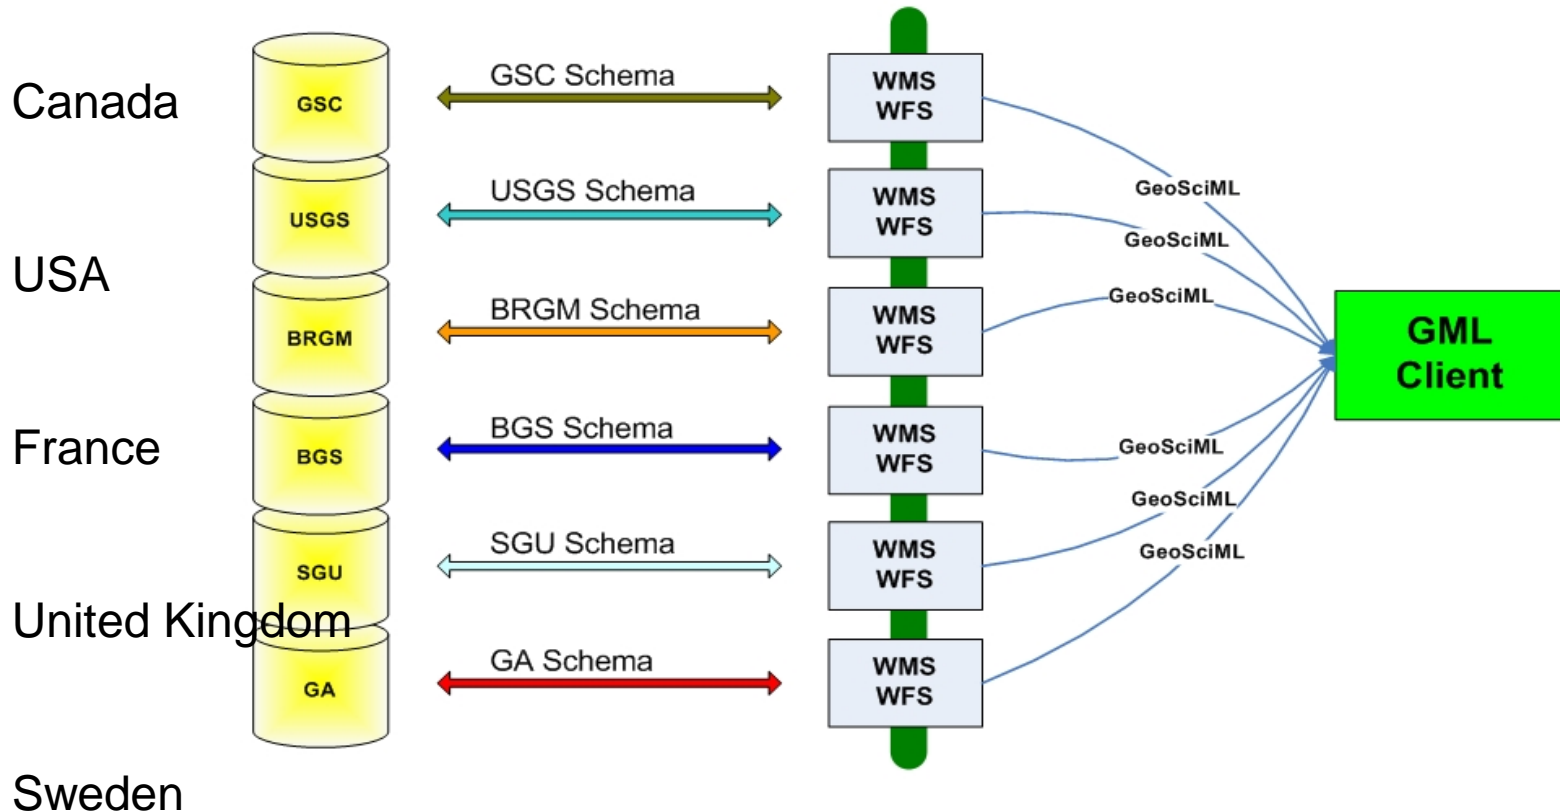 Canada
USA
France
United Kingdom
Sweden
GSC
USGS
BRGM
BGS
SGU
GA
GSC Schema
USGS Schema
BRGM Schema
BGS Schema
SGU Schema
GA Schema
WMS
WFS
WMS
WFS
WMS
WFS
WMS
WFS
WMS
WFS
WMS
WFS
GeoSciML
GeoSciML
GeoSciML
GeoSciML
GeoSciML
GeoSciML
GML
Client